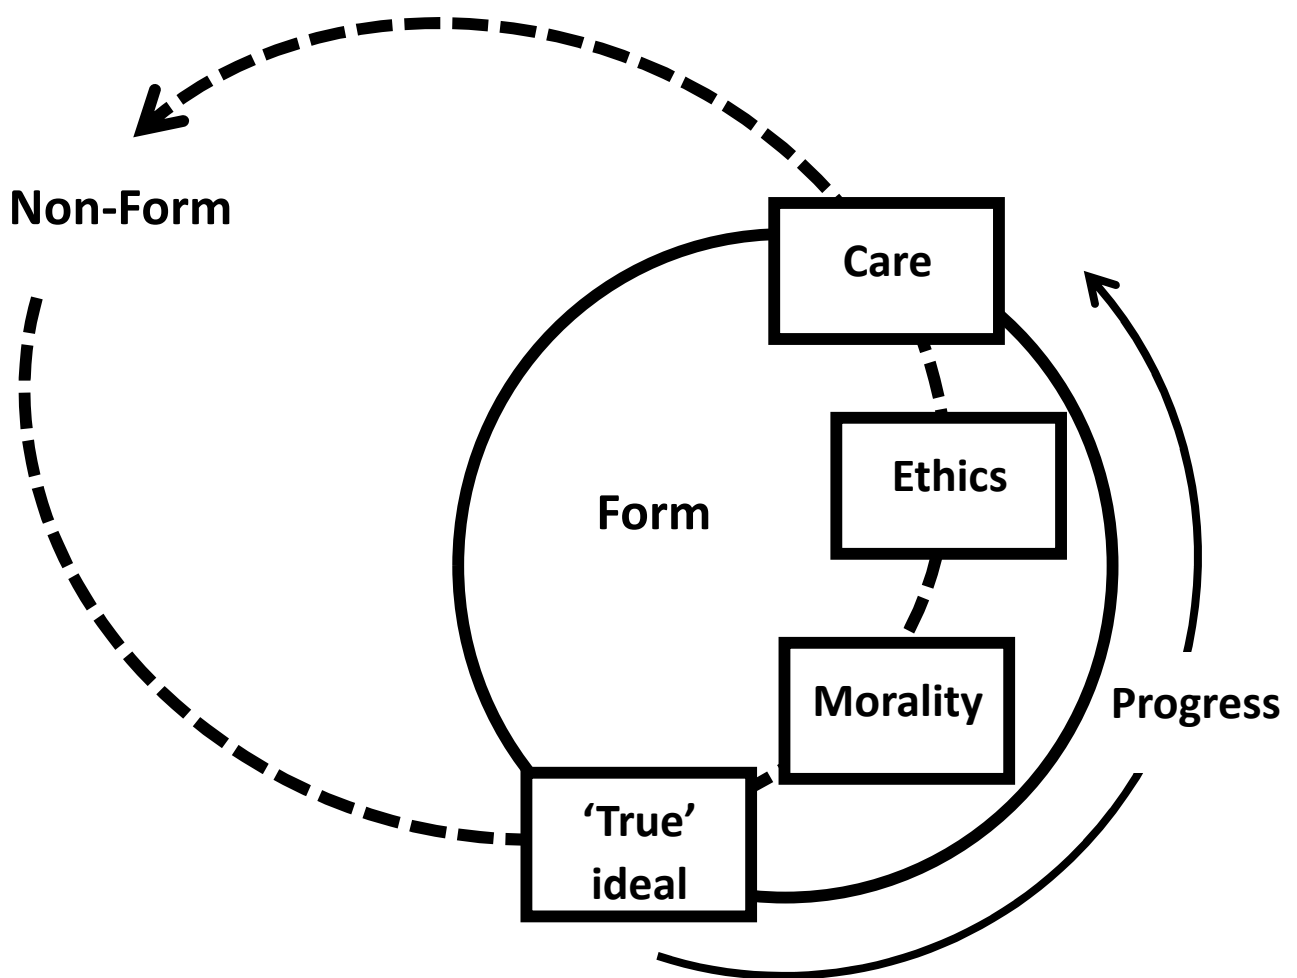 Non-Form
Care
Ethics
Form
Morality
Progress
‘True’
ideal